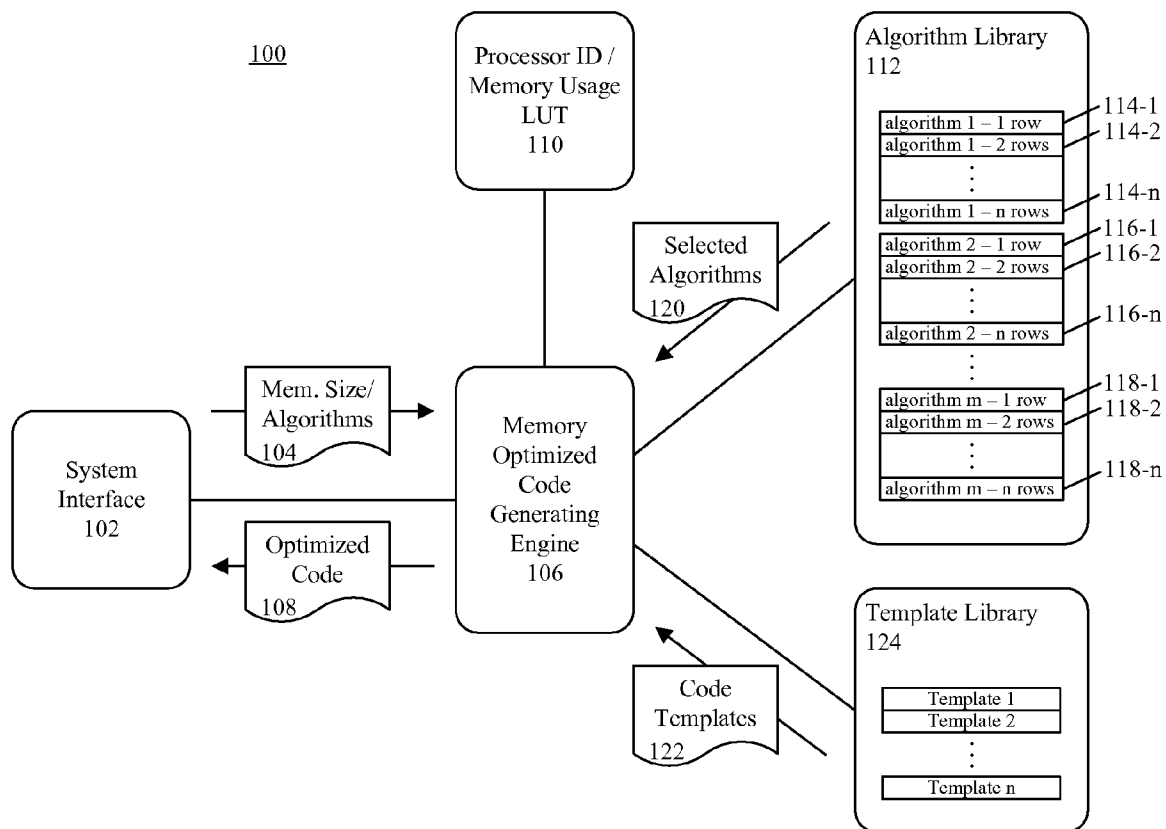 100
Processor ID /
Memory Usage
LUT
110
Algorithm Library
112
algorithm 1 – 1 row
algorithm 1 – 2 rows
algorithm 1 – n rows
algorithm 2 – 1 row
algorithm 2 – 2 rows
algorithm 2 – n rows
algorithm m – 1 row
algorithm m – 2 rows
algorithm m – n rows
114-1
114-2
114-n
116-1
116-2
116-n
118-1
118-2
118-n
Selected
Algorithms
120
Mem. Size/
Algorithms
104
System
Interface
102
Memory
Optimized
Code
Generating
Engine
106
Optimized
Code
108
Code
Templates
122
Template Library
124
Template 1
Template 2
Template n